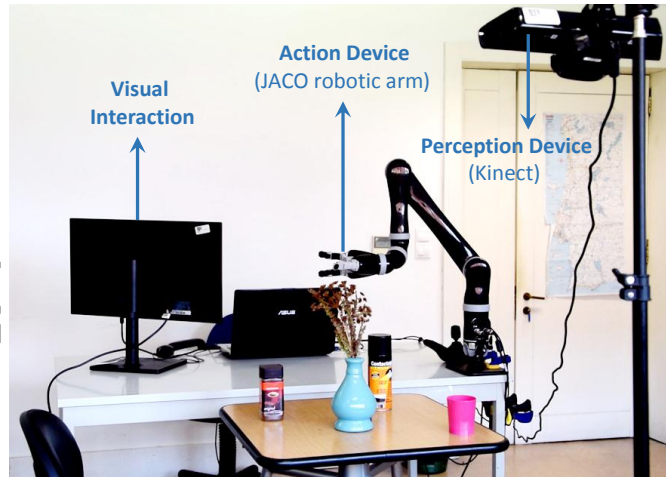 Visual
Interaction
Action Device
(JACO robotic arm)
Perception Device
(Kinect)
ASUS